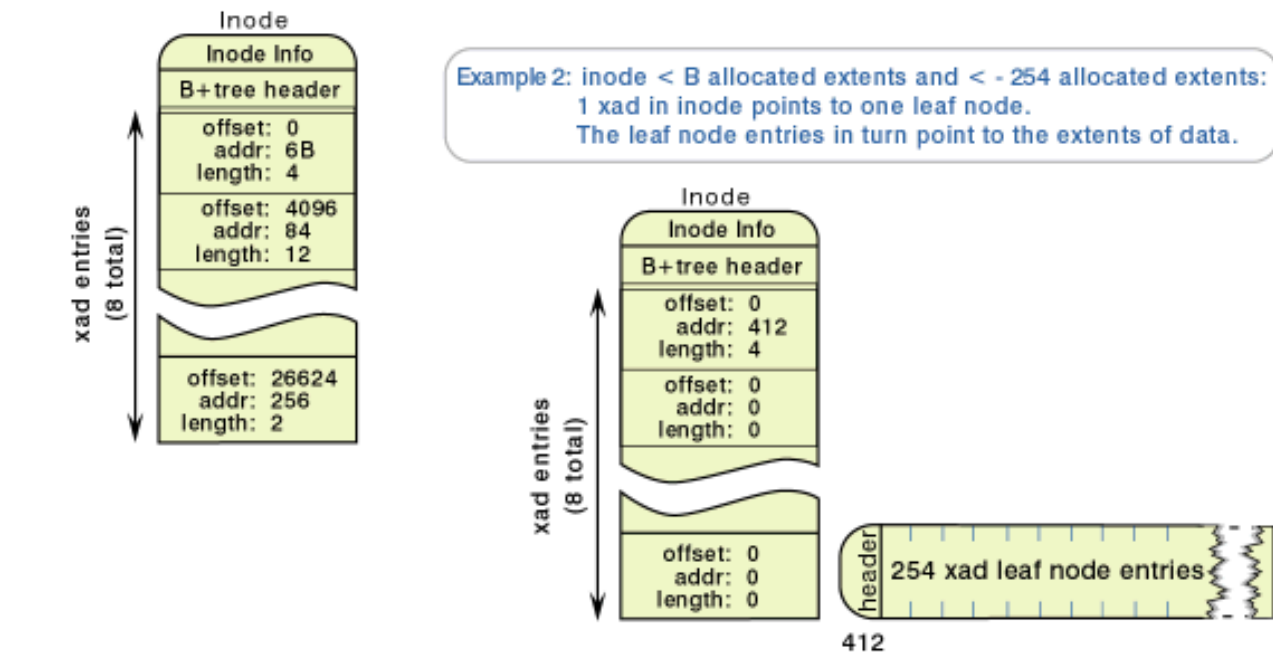 Inode
Inode Info
B+tree header
offset: 0
addr: 6B
length: 4
offset: 4096
addr: 84
length: 12
offset: 26624
addr: 256
length: 2
xad entries
(8 total)
Example 2: inode < B allocated extents and < - 254 allocated extents:
1 xad in inode points to one leaf node.
The leaf node entries in turn point to the extents of data.
Inode
Inode Info
B+tree header
offset: 0
addr: 412
length: 4
offset: 0
addr: 0
length: 0
offset: 0
addr: 0
length: 0
xad entries
(8 total)
header
254 xad leaf node entries
412